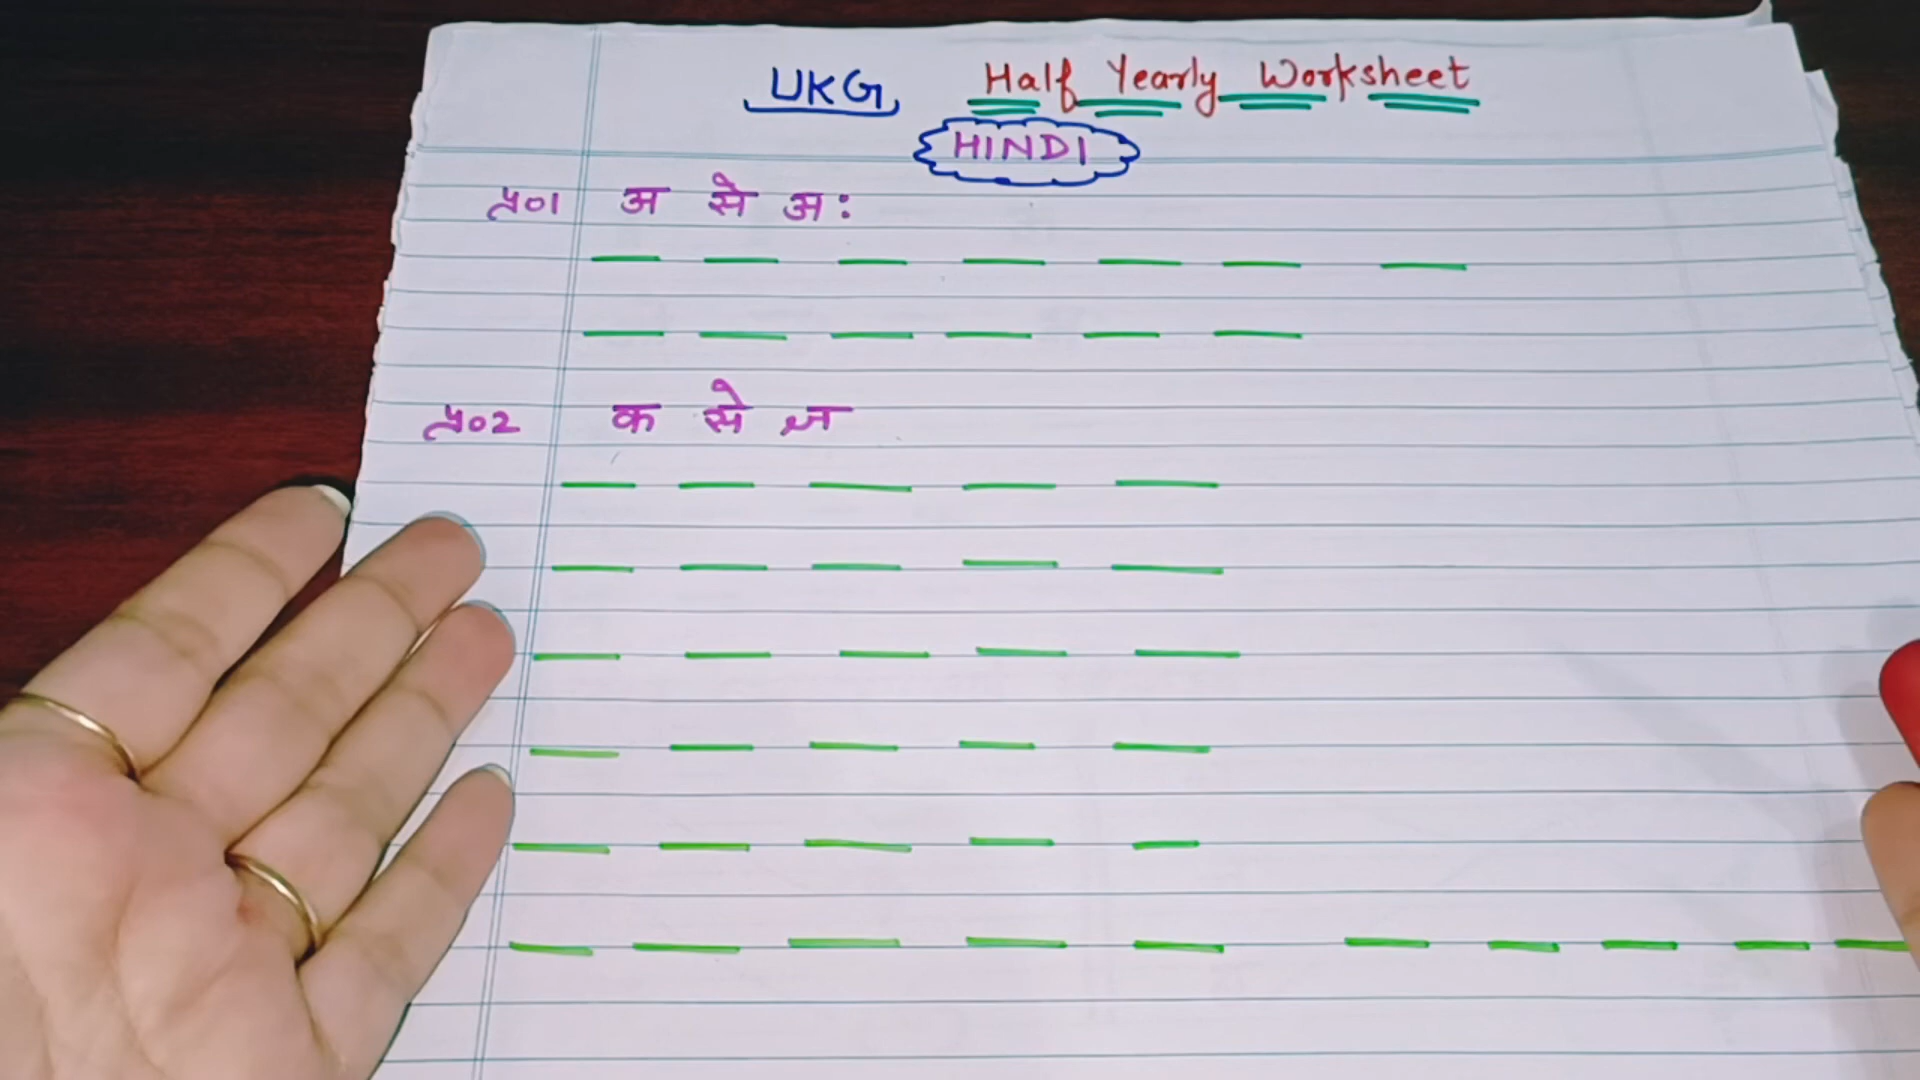 UKG Half Yearly Worksheet
HINDI
प्र01 अ से अः
प्र02 क से ज्ञ